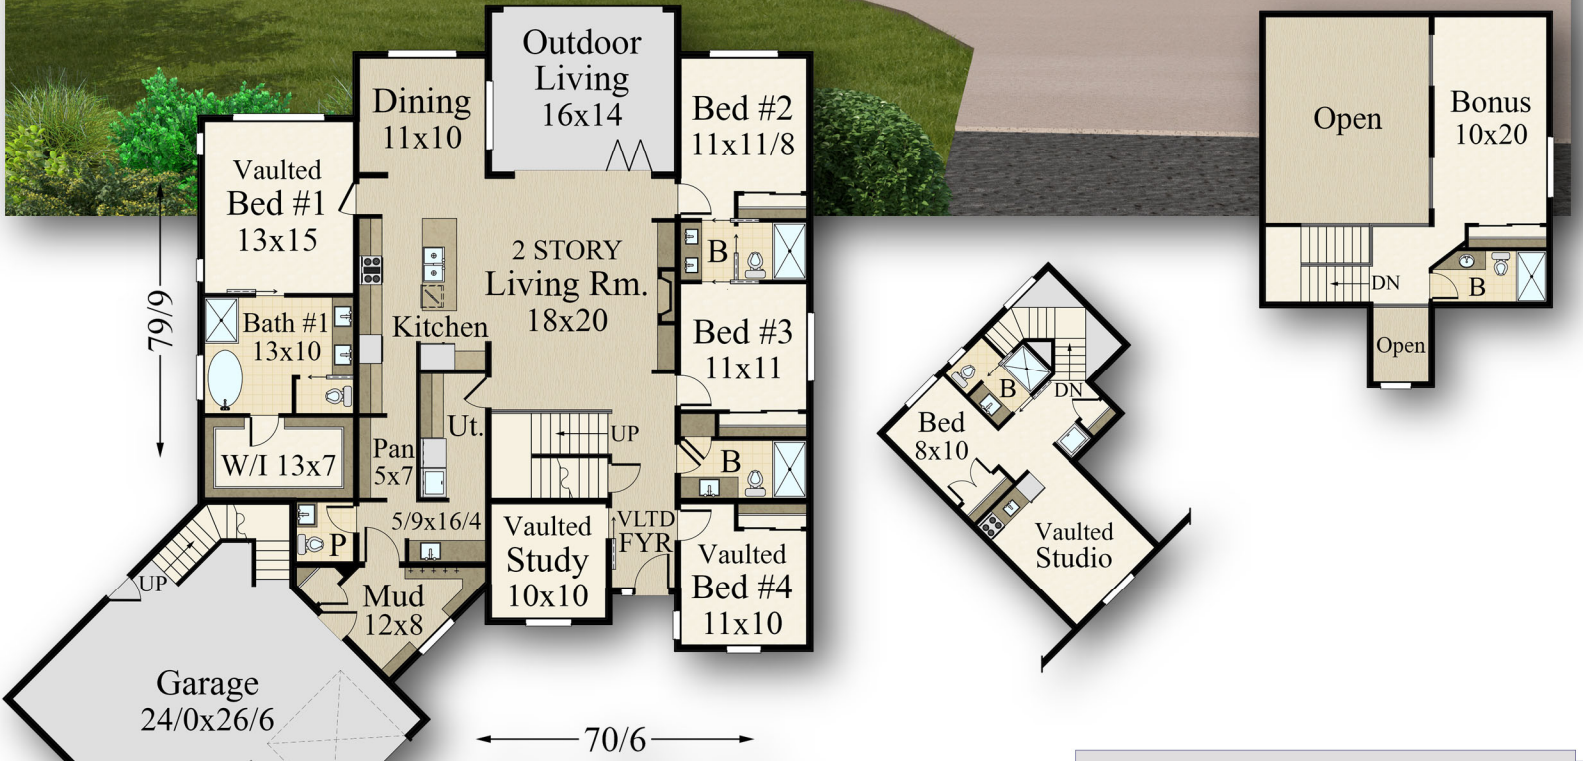 Outdoor
Living
16x14
Dining
11x10
Bed #2
11x11/8
Vaulted
Bed #1
13x15
B
2 STORY
Living Rm.
18x20
Kitchen
Bath #1
13x10
Bed #3
11x11
79/9
W/I 13x7
Pan
5x7
Ut.
UP
B
5/9x16/4
P
Vaulted
Study
10x10
VLTD
FYR
Vaulted
Bed #4
11x10
UP
Mud
12x8
Garage
24/0x26/6
70/6
B
DN
Bed
8x10
Vaulted
Studio
Open
Bonus
10x20
DN
B
Open